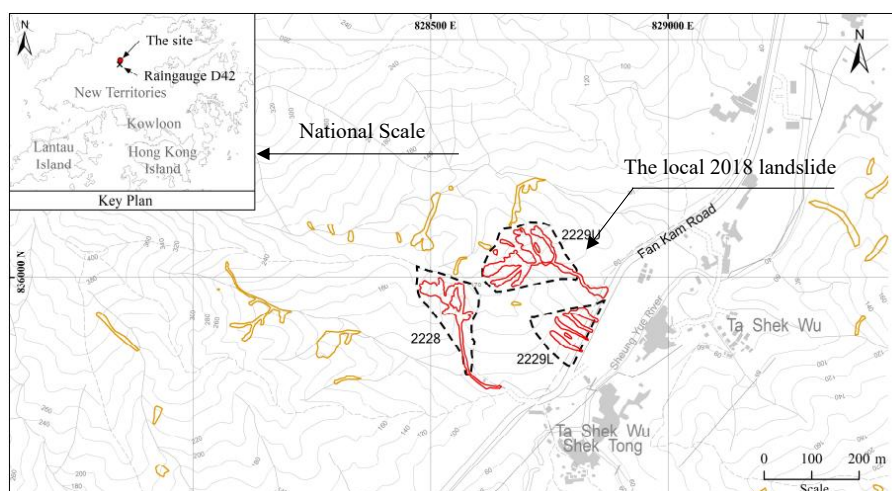 828500 E
829000 E
N
The site
Raingauge D42
New Territories
Kowloon
Lantau
Island
Hong Kong
Island
Key Plan
National Scale
N
The local 2018 landslide
2229U
Fan Kam Road
836000 N
2228
2229L
Sheung Yue River
Ta Shek Wu
Ta Shek Wu
Shek Tong
0 100 200 m
Scale